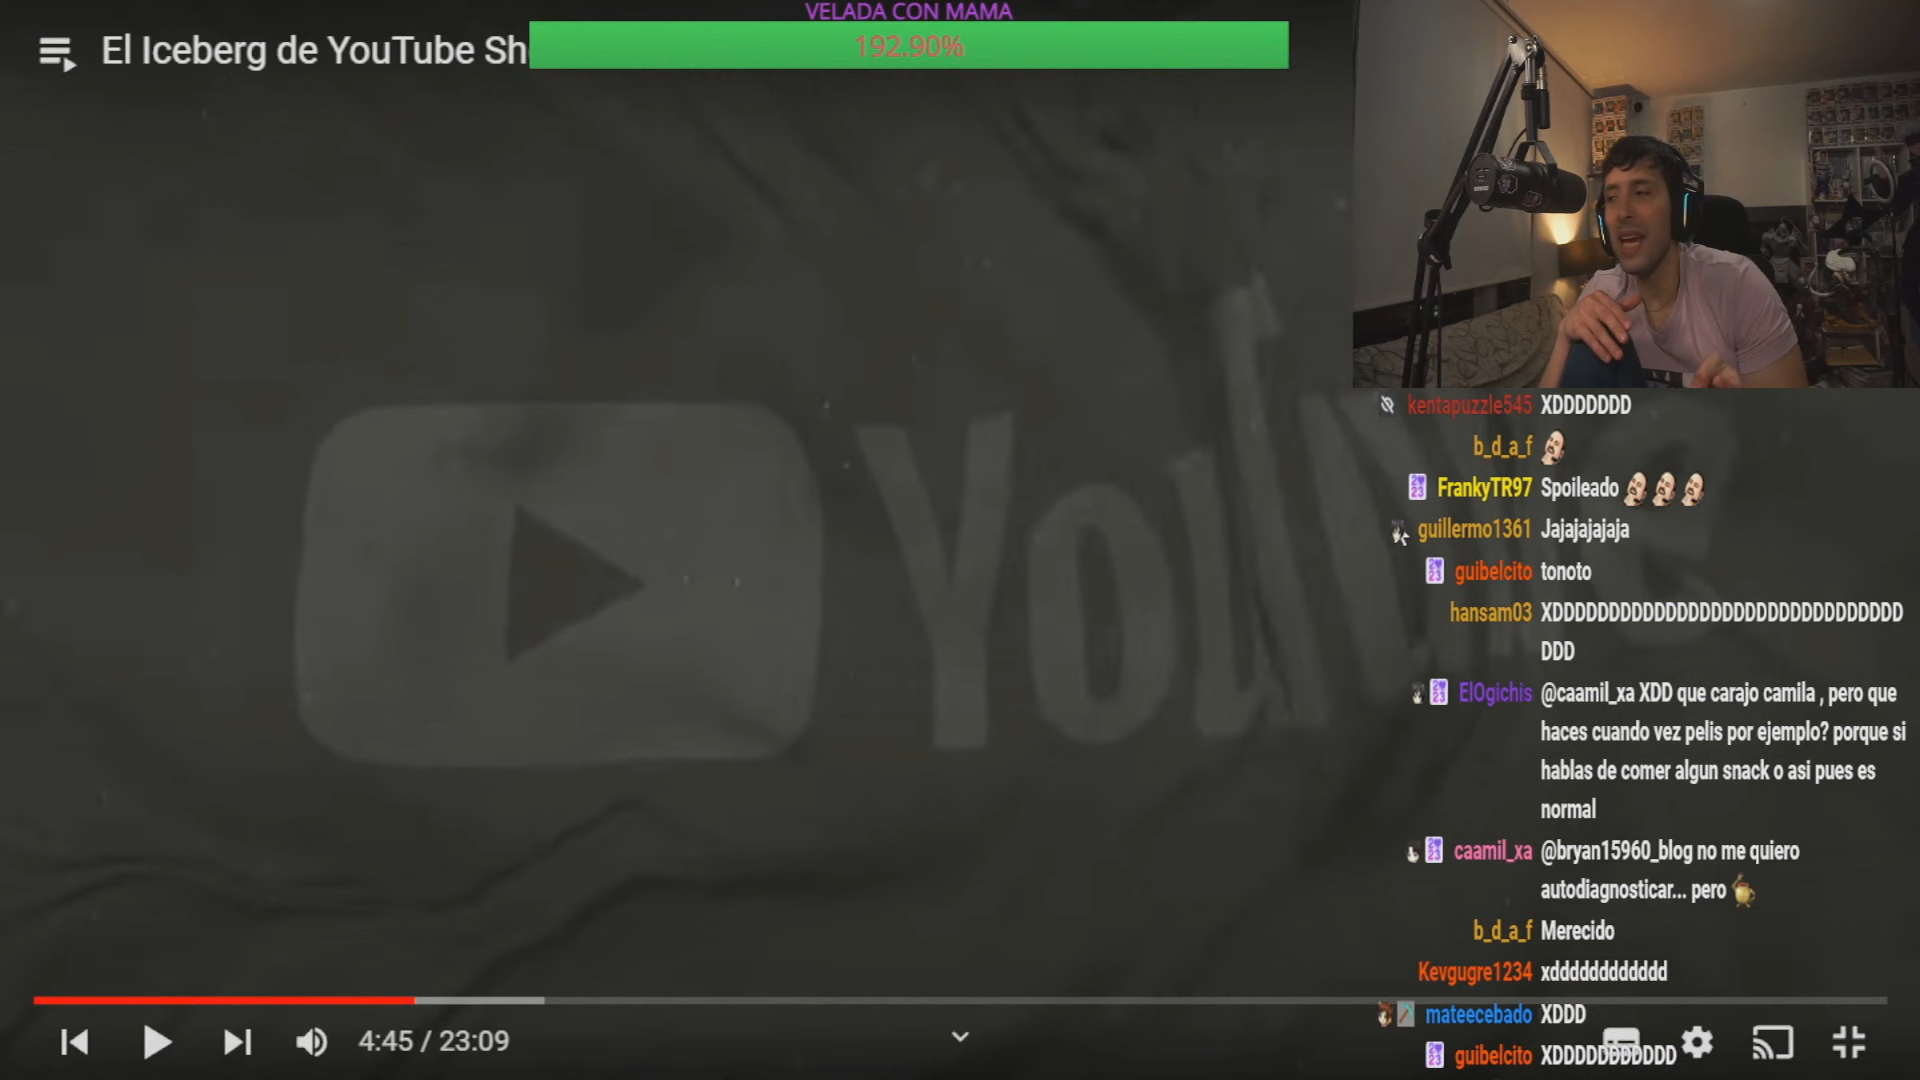 VELADA CON MAMA
El Iceberg de YouTube Sh
192.90%
YouTube
kentapuzzle545 XDDDDDDD
b_d_a_f
FrankyTR97 Spoileado
guillermo1361 Jajajajajaja
guibelcito tonoto
hansam03 XDDDDDDDDDDDDDDDDDDDDDDDDDDDDDDD
DDD
ElOgichis @caamil_xa XDD que carajo camila , pero que
haces cuando vez pelis por ejemplo? porque si
hablas de comer algun snack o asi pues es
normal
caamil_xa @bryan15960_blog no me quiero
autodiagnosticar... pero
b_d_a_f Merecido
Kevgugre1234 xdddddddddddd
mateecebado XDDD
guibelcito XDDDDDDDDDDD
4:45 / 23:09